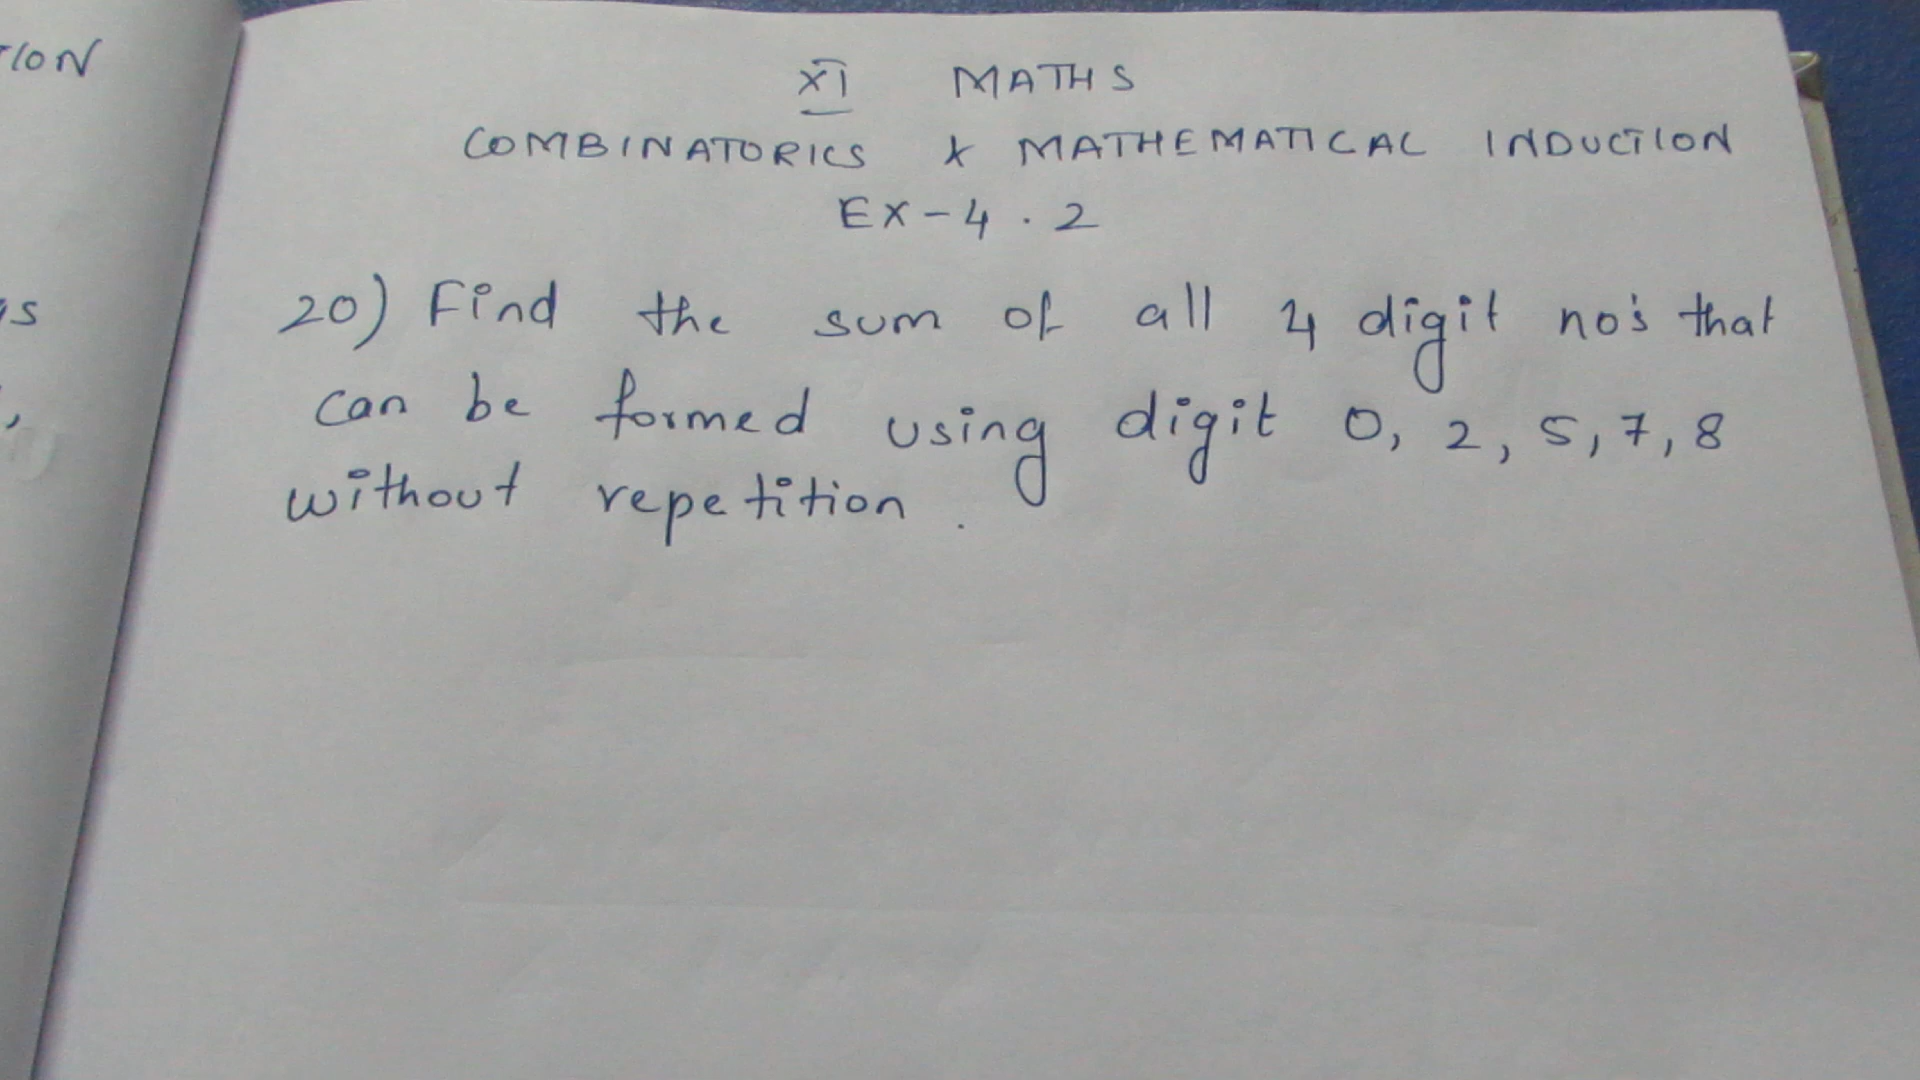 TION
XI MATHS
COMBINATORICS & MATHEMATICAL INDUCTION
EX-4.2
20) Find the sum of all 4 digit no's that
can be formed using digit 0, 2, 5, 7, 8
without repetition.